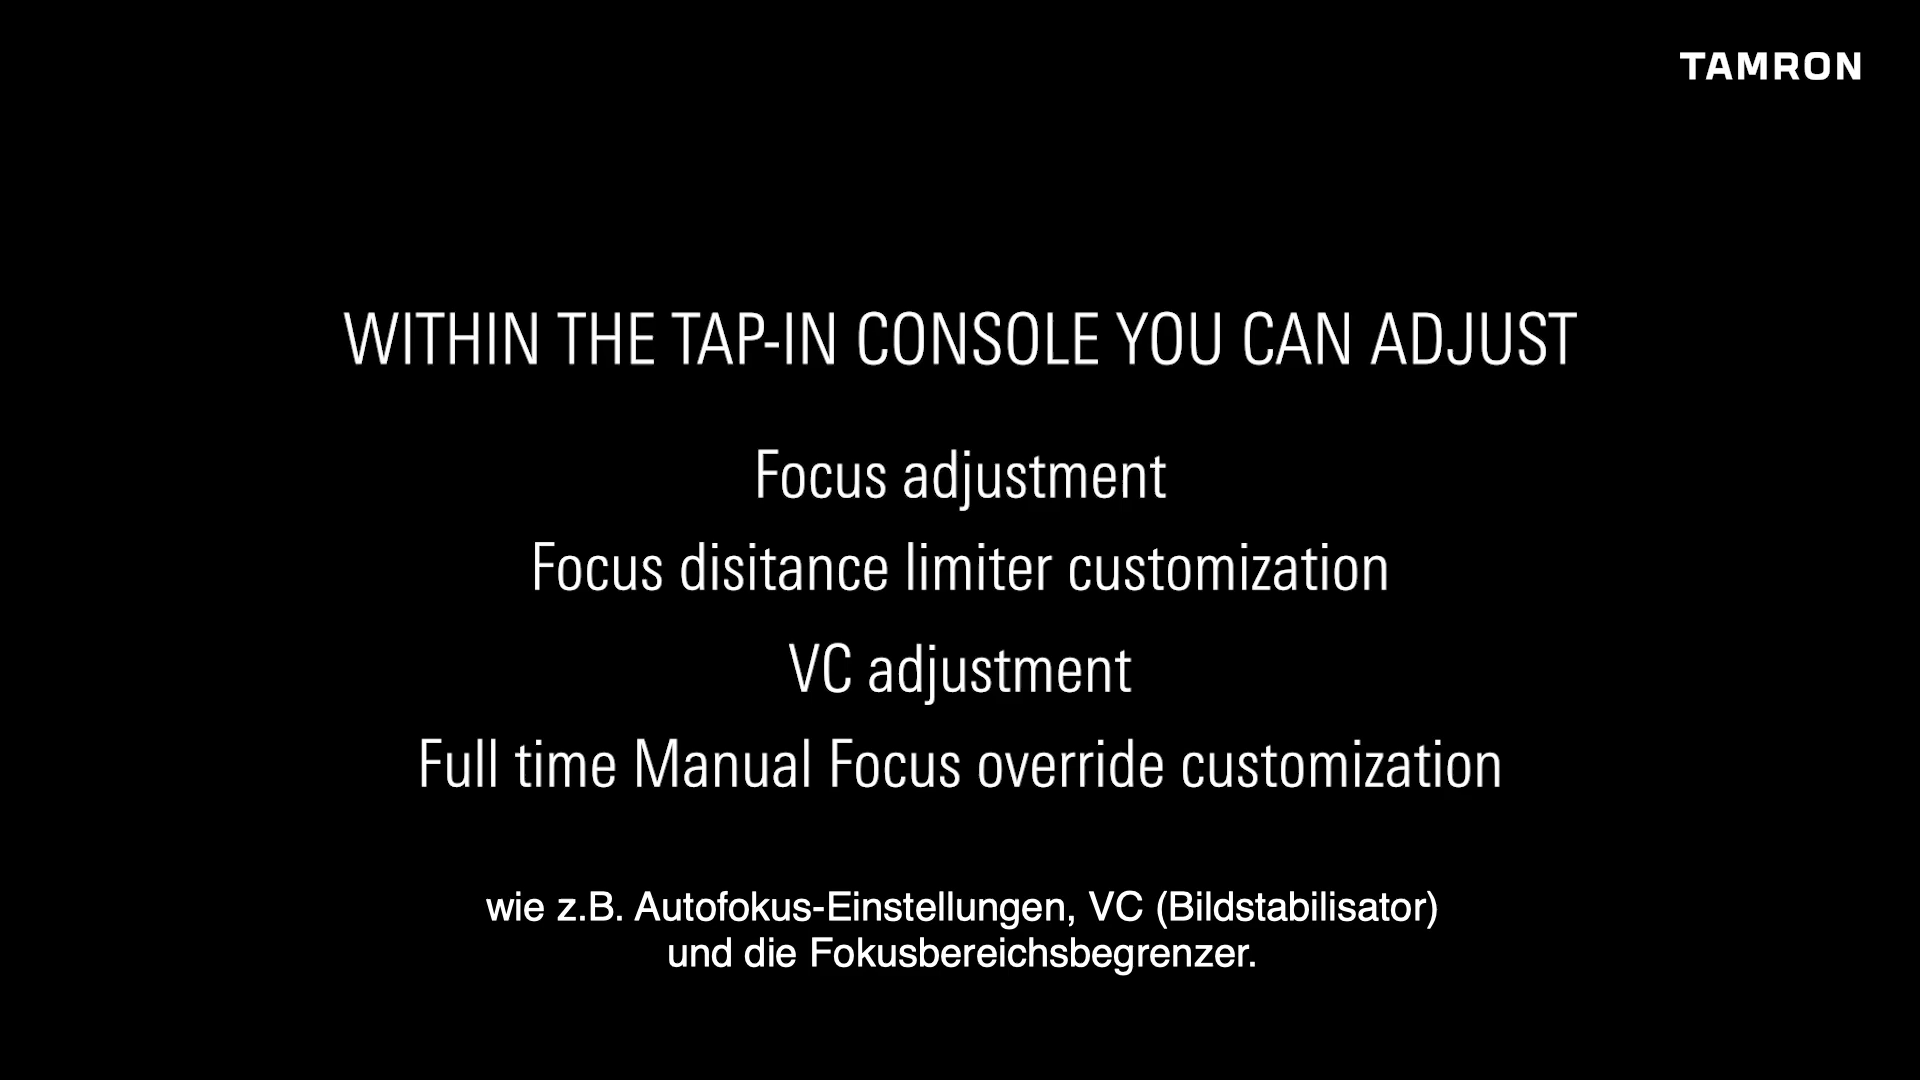 TAMRON
WITHIN THE TAP-IN CONSOLE YOU CAN ADJUST
Focus adjustment
Focus disitance limiter customization
VC adjustment
Full time Manual Focus override customization
wie z.B. Autofokus-Einstellungen, VC (Bildstabilisator)
und die Fokusbereichsbegrenzer.